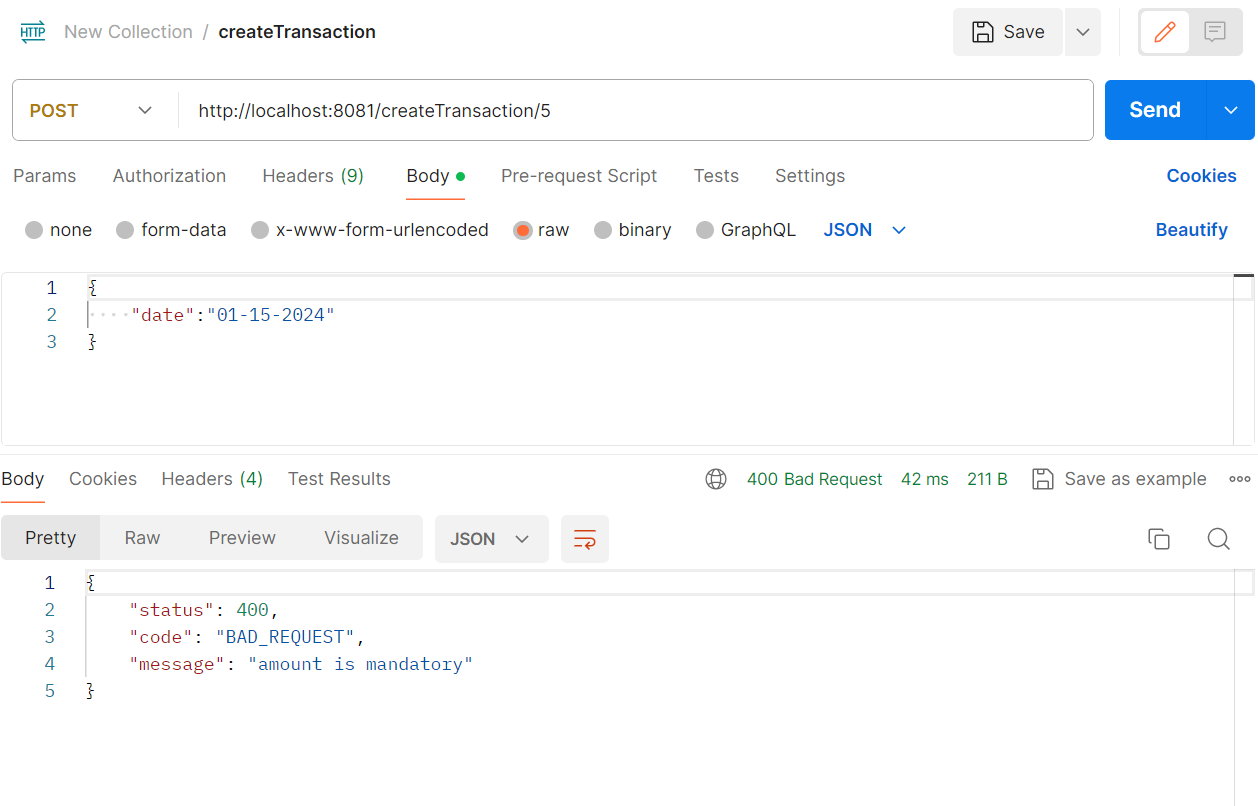 HTTP New Collection / createTransaction Save
POST http://localhost:8081/createTransaction/5 Send
Params Authorization Headers (9) Body Pre-request Script Tests Settings Cookies
none form-data x-www-form-urlencoded raw binary GraphQL JSON Beautify
1 {
2 ····"date":"01-15-2024"
3 }
Body Cookies Headers (4) Test Results 400 Bad Request 42 ms 211 B Save as example
Pretty Raw Preview Visualize JSON
1 {
2 "status": 400,
3 "code": "BAD_REQUEST",
4 "message": "amount is mandatory"
5 }